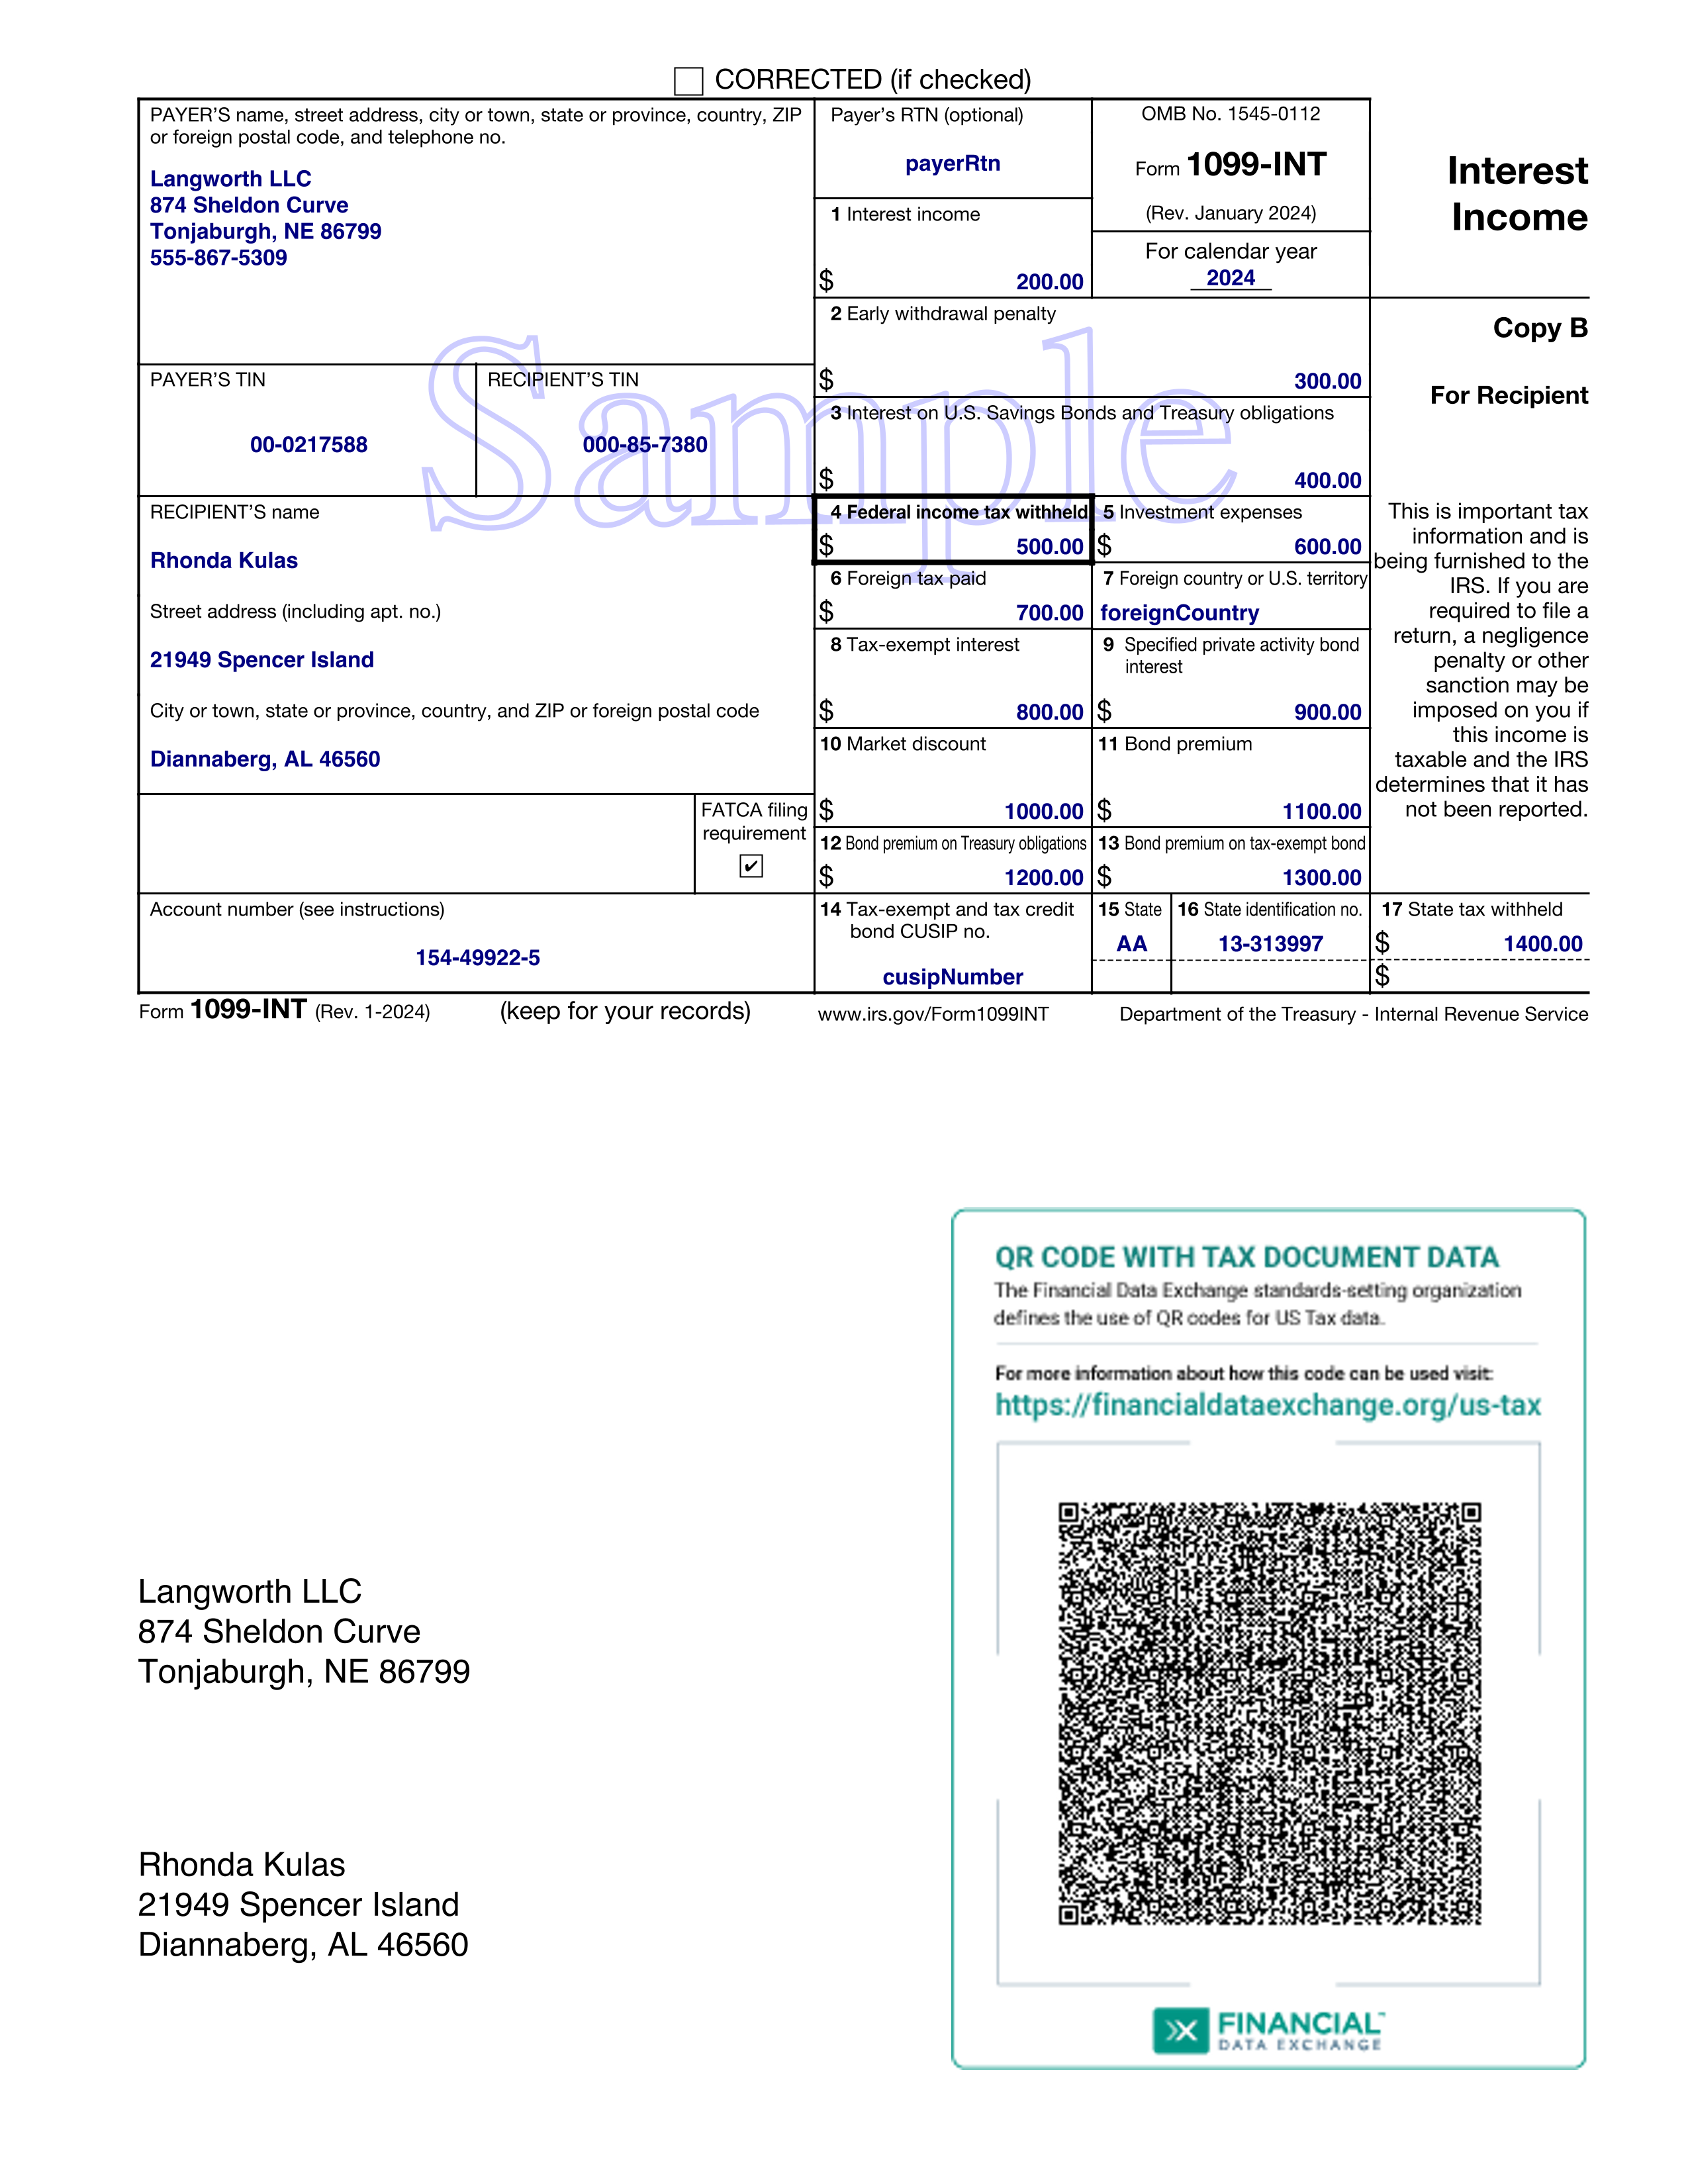 CORRECTED (if checked)
PAYER'S name, street address, city or town, state or province, country, ZIP
or foreign postal code, and telephone no.
Langworth LLC
874 Sheldon Curve
Tonjaburgh, NE 86799
555-867-5309
Payer's RTN (optional)
payerRtn
OMB No. 1545-0112
Form 1099-INT
(Rev. January 2024)
For calendar year
2024
Interest
Income
1 Interest income
$ 200.00
2 Early withdrawal penalty
$ 300.00
Copy B
For Recipient
PAYER'S TIN
00-0217588
RECIPIENT'S TIN
000-85-7380
3 Interest on U.S. Savings Bonds and Treasury obligations
$ 400.00
Sample
RECIPIENT'S name
Rhonda Kulas
Street address (including apt. no.)
21949 Spencer Island
City or town, state or province, country, and ZIP or foreign postal code
Diannaberg, AL 46560
4 Federal income tax withheld
$ 500.00
5 Investment expenses
$ 600.00
6 Foreign tax paid
$ 700.00
7 Foreign country or U.S. territory
foreignCountry
8 Tax-exempt interest
$ 800.00
9 Specified private activity bond
interest
$ 900.00
10 Market discount
$ 1000.00
11 Bond premium
$ 1100.00
This is important tax
information and is
being furnished to the
IRS. If you are
required to file a
return, a negligence
penalty or other
sanction may be
imposed on you if
this income is
taxable and the IRS
determines that it has
not been reported.
FATCA filing
requirement
✔
12 Bond premium on Treasury obligations
$ 1200.00
13 Bond premium on tax-exempt bond
$ 1300.00
Account number (see instructions)
154-49922-5
14 Tax-exempt and tax credit
bond CUSIP no.
cusipNumber
15 State
AA
16 State identification no.
13-313997
17 State tax withheld
$ 1400.00
$
Form 1099-INT (Rev. 1-2024)
(keep for your records)
www.irs.gov/Form1099INT
Department of the Treasury - Internal Revenue Service
QR CODE WITH TAX DOCUMENT DATA
The Financial Data Exchange standards-setting organization
defines the use of QR codes for US Tax data.
For more information about how this code can be used visit:
https://financialdataexchange.org/us-tax
FINANCIAL™
DATA EXCHANGE
Langworth LLC
874 Sheldon Curve
Tonjaburgh, NE 86799
Rhonda Kulas
21949 Spencer Island
Diannaberg, AL 46560